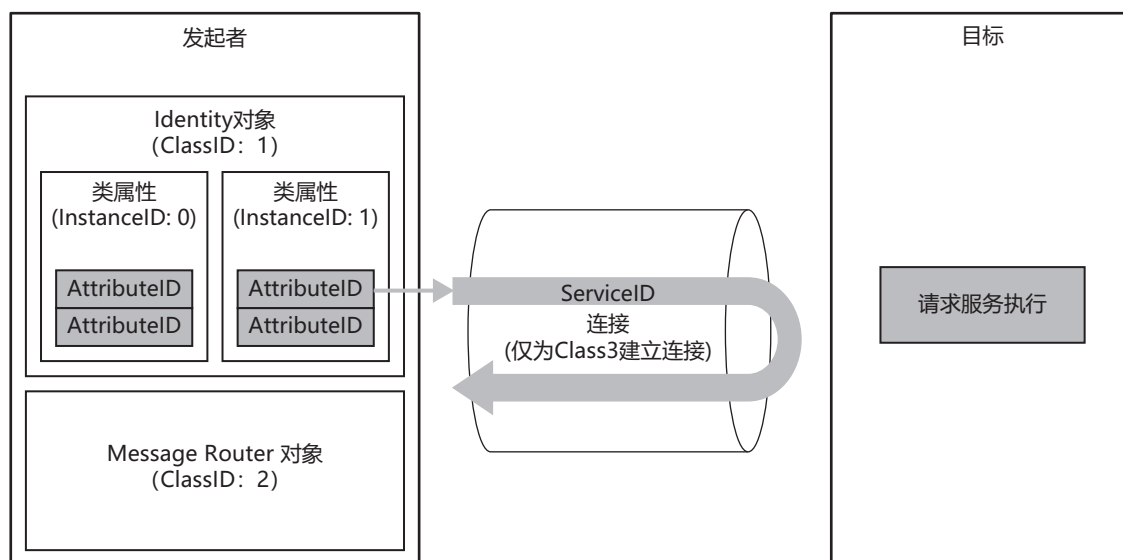 发起者
Identity对象
(ClassID：1)
类属性
(InstanceID: 0)
AttributeID
AttributeID
类属性
(InstanceID: 1)
AttributeID
AttributeID
Message Router 对象
(ClassID：2)
ServiceID
连接
(仅为Class3建立连接)
目标
请求服务执行